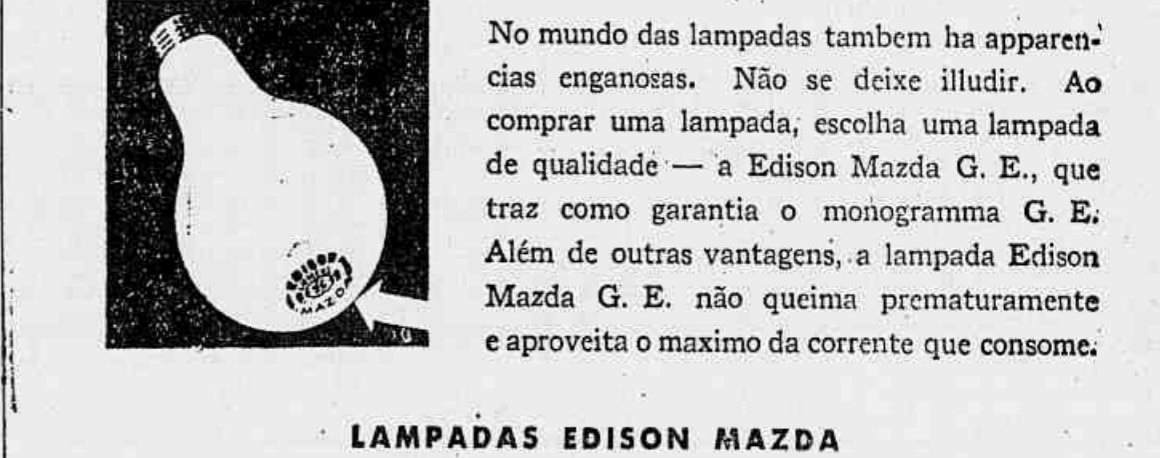 No mundo das lampadas tambem ha apparen-
cias enganosas. Não se deixe illudir. Ao
comprar uma lampada, escolha uma lampada
de qualidade — a Edison Mazda G. E., que
traz como garantia o monogramma G. E.
Além de outras vantagens, a lampada Edison
Mazda G. E. não queima prematuramente
e aproveita o maximo da corrente que consome.
EDISON
MAZDA
LAMPADAS EDISON MAZDA